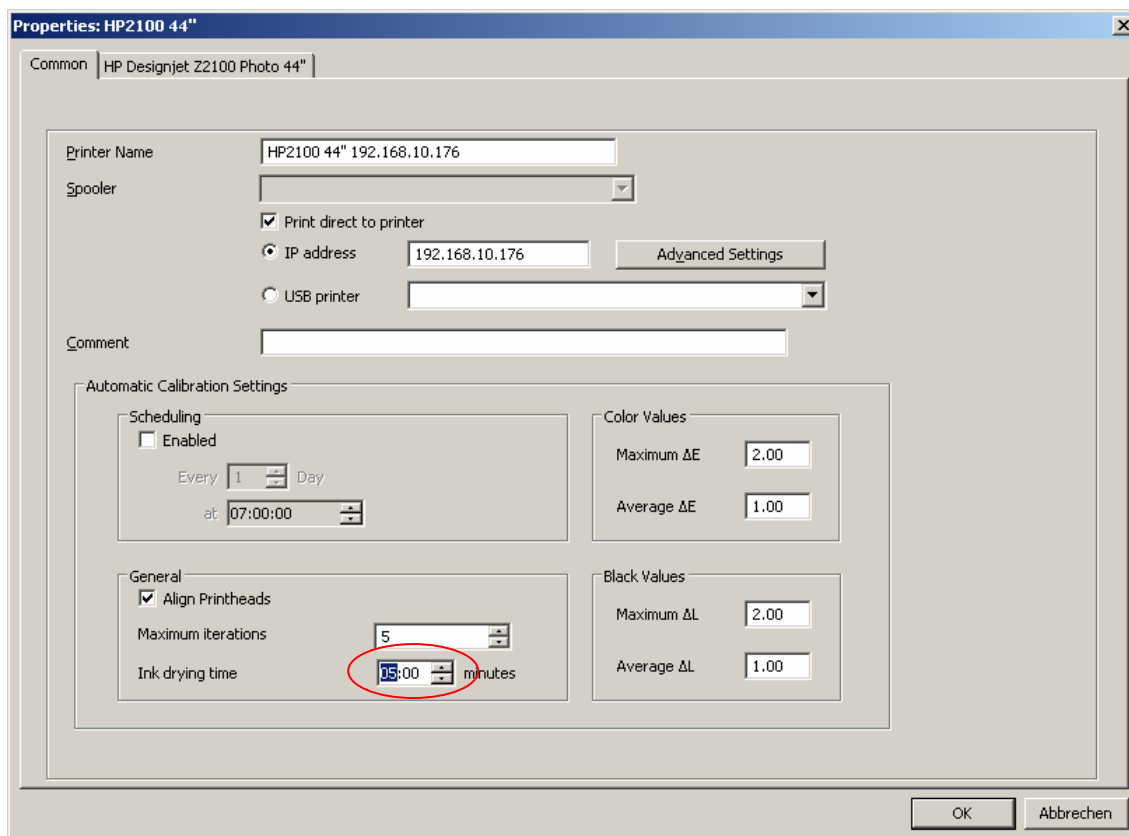 Properties: HP2100 44"
Common HP Designjet Z2100 Photo 44"
Printer Name HP2100 44" 192.168.10.176
Spooler
Print direct to printer
IP address 192.168.10.176 Advanced Settings
USB printer
Comment
Automatic Calibration Settings
Scheduling
Enabled
Every 1 Day
at 07:00:00
Color Values
Maximum ΔE 2.00
Average ΔE 1.00
General
Align Printheads
Maximum iterations 5
Ink drying time 05:00 minutes
Black Values
Maximum ΔL 2.00
Average ΔL 1.00
OK Abbrechen